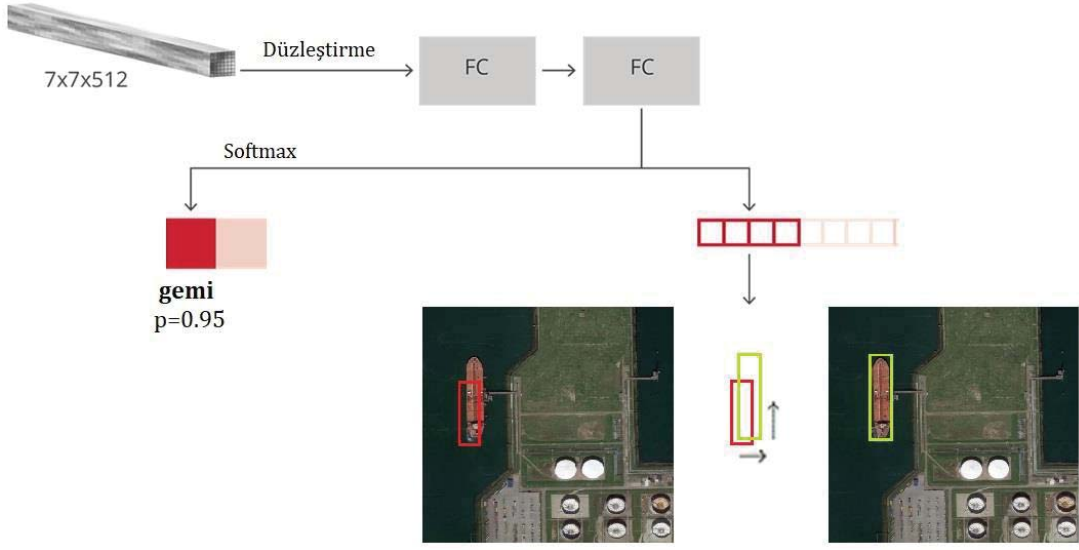 Düzleştirme
FC
FC
7x7x512
Softmax
gemi
p=0.95